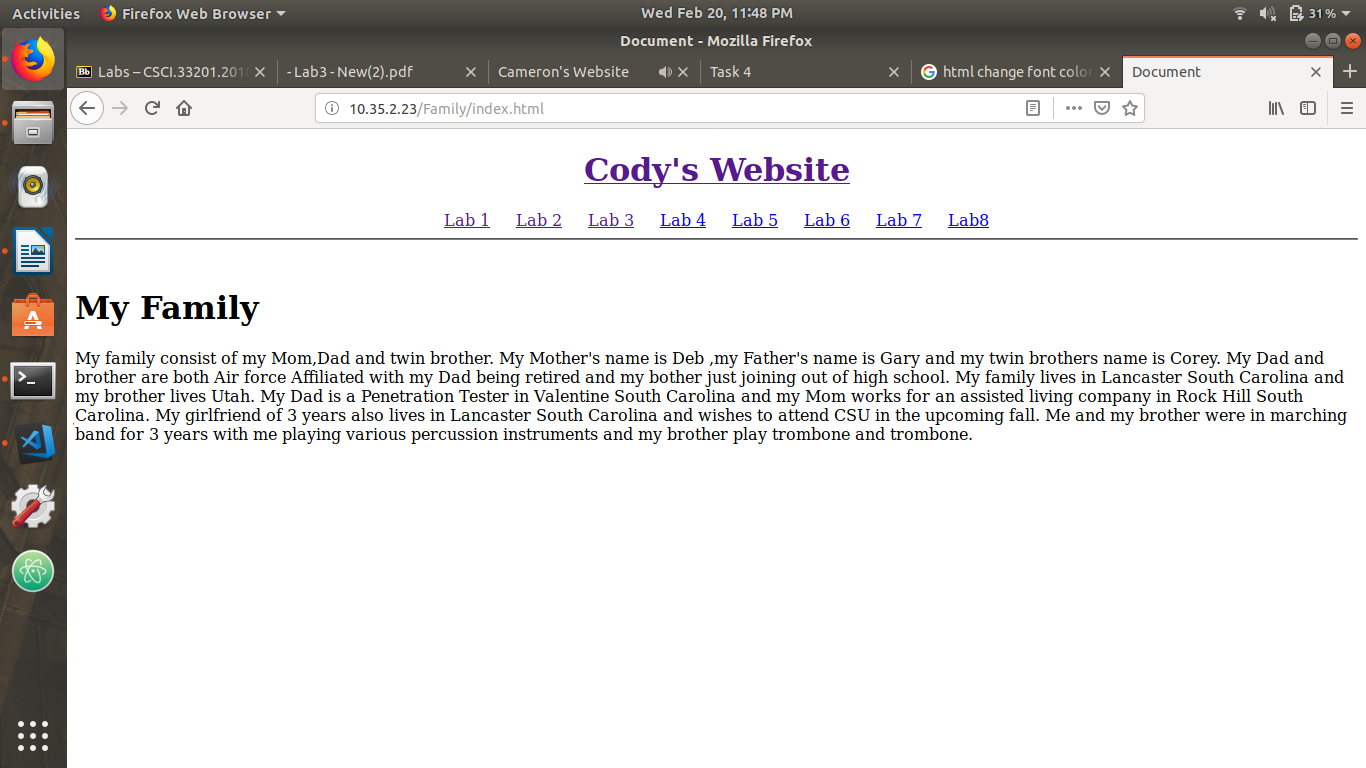 Activities Firefox Web Browser Wed Feb 20, 11:48 PM 31%
Document - Mozilla Firefox
Bb Labs – CSCI.33201.201 - Lab3 - New(2).pdf Cameron's Website Task 4 html change font color Document
10.35.2.23/Family/index.html
Cody's Website
Lab 1 Lab 2 Lab 3 Lab 4 Lab 5 Lab 6 Lab 7 Lab8
My Family
My family consist of my Mom,Dad and twin brother. My Mother's name is Deb ,my Father's name is Gary and my twin brothers name is Corey. My Dad and
brother are both Air force Affiliated with my Dad being retired and my bother just joining out of high school. My family lives in Lancaster South Carolina and
my brother lives Utah. My Dad is a Penetration Tester in Valentine South Carolina and my Mom works for an assisted living company in Rock Hill South
Carolina. My girlfriend of 3 years also lives in Lancaster South Carolina and wishes to attend CSU in the upcoming fall. Me and my brother were in marching
band for 3 years with me playing various percussion instruments and my brother play trombone and trombone.